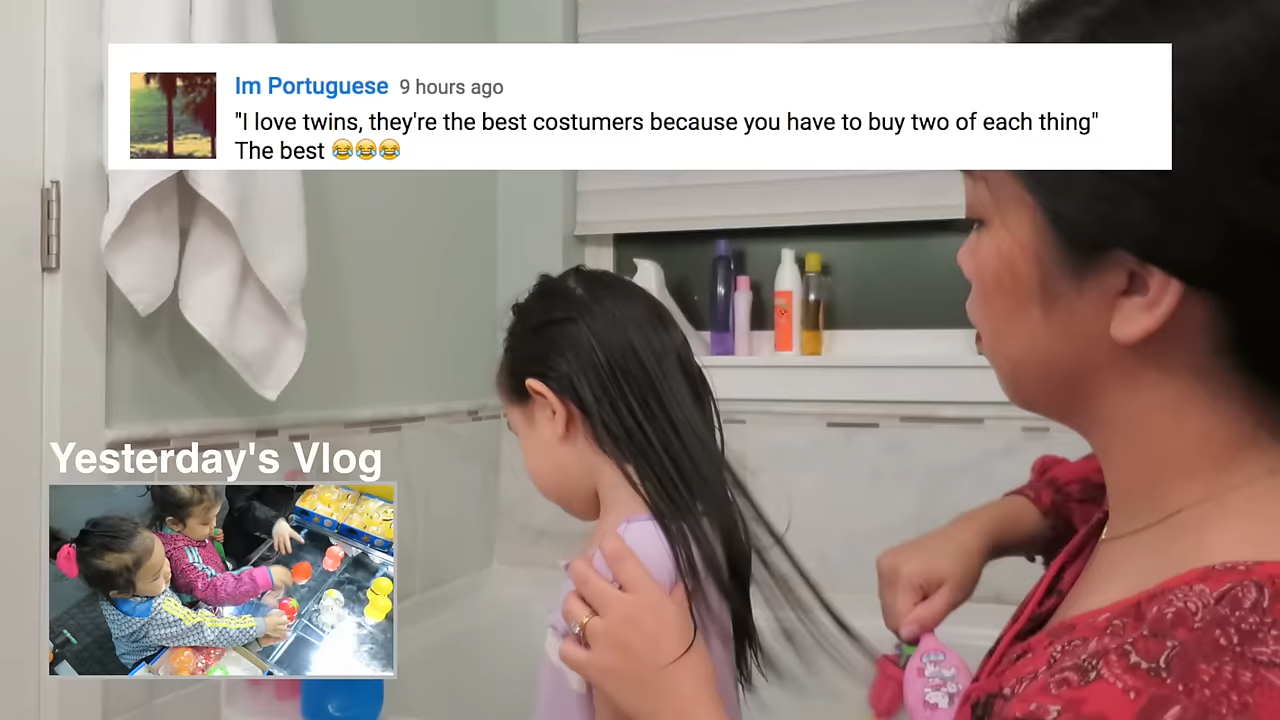 Im Portuguese 9 hours ago
"I love twins, they're the best costumers because you have to buy two of each thing"
The best 😂😂😂
Yesterday's Vlog